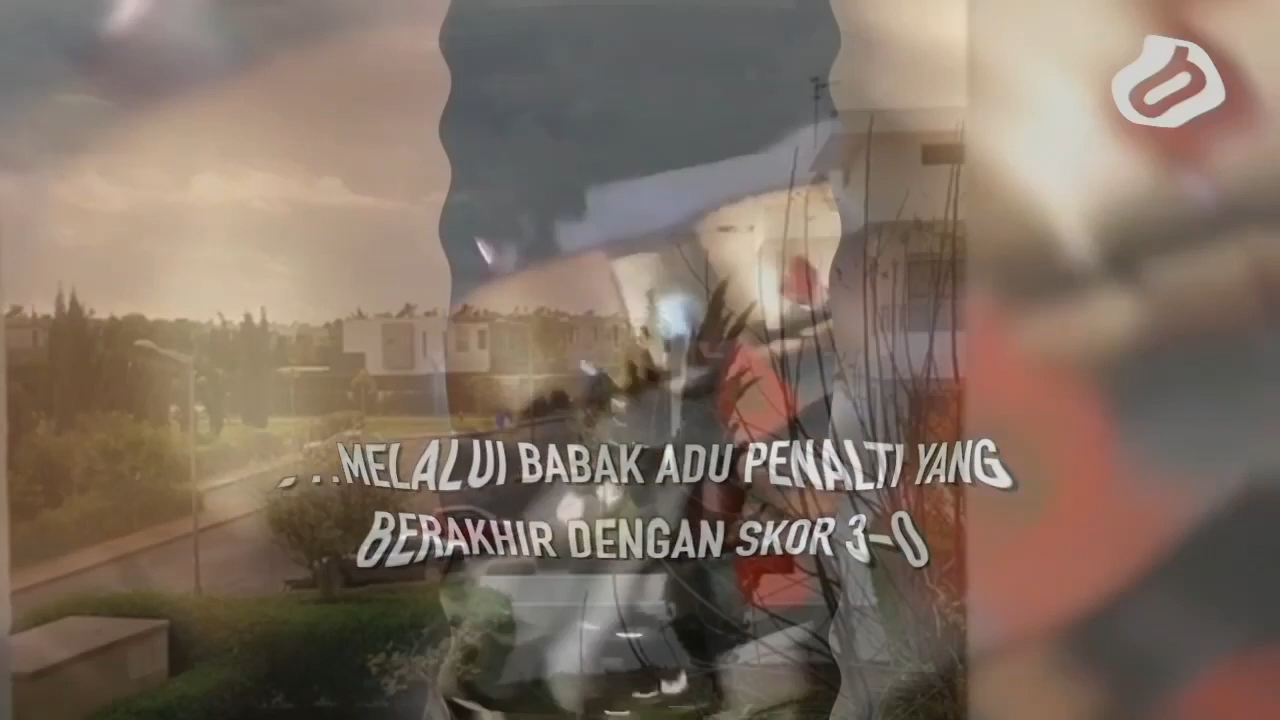 ...MELALUI BABAK ADU PENALTI YANG
BERAKHIR DENGAN SKOR 3-0